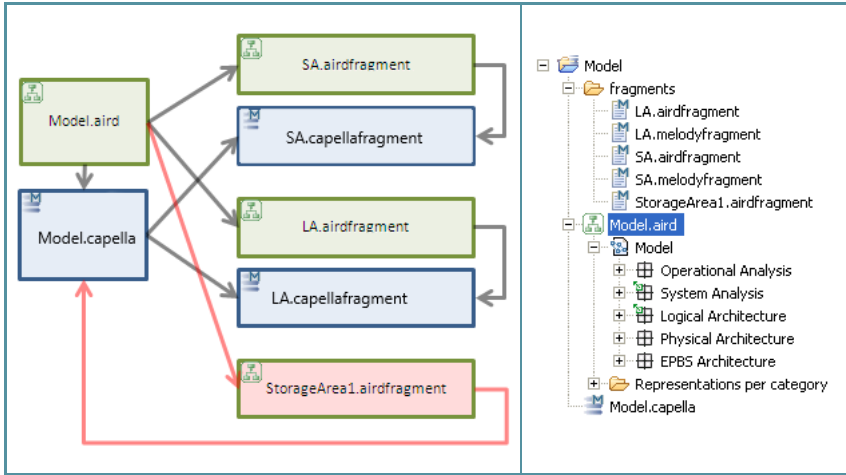 SA.airdfragment
Model.aird
SA.capellafragment
Model.capella
LA.airdfragment
LA.capellafragment
StorageArea1.airdfragment
Model
fragments
LA.airdfragment
LA.melodyfragment
SA.airdfragment
SA.melodyfragment
StorageArea1.airdfragment
Model.aird
Model
Operational Analysis
System Analysis
Logical Architecture
Physical Architecture
EPBS Architecture
Representations per category
Model.capella